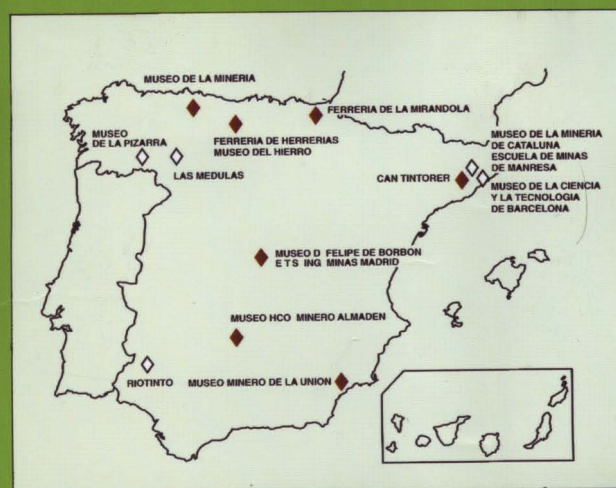 MUSEO DE LA MINERIA
FERRERIA DE LA MIRANDOLA
MUSEO
DE LA PIZARRA
FERRERIA DE HERRERIAS
MUSEO DEL HIERRO
LAS MEDULAS
MUSEO DE LA MINERIA
DE CATALUNA
ESCUELA DE MINAS
DE MANRESA
CAN TINTORER
MUSEO DE LA CIENCIA
Y LA TECNOLOGIA
DE BARCELONA
MUSEO D FELIPE DE BORBON
E T S ING MINAS MADRID
MUSEO HCO MINERO ALMADEN
RIOTINTO
MUSEO MINERO DE LA UNION